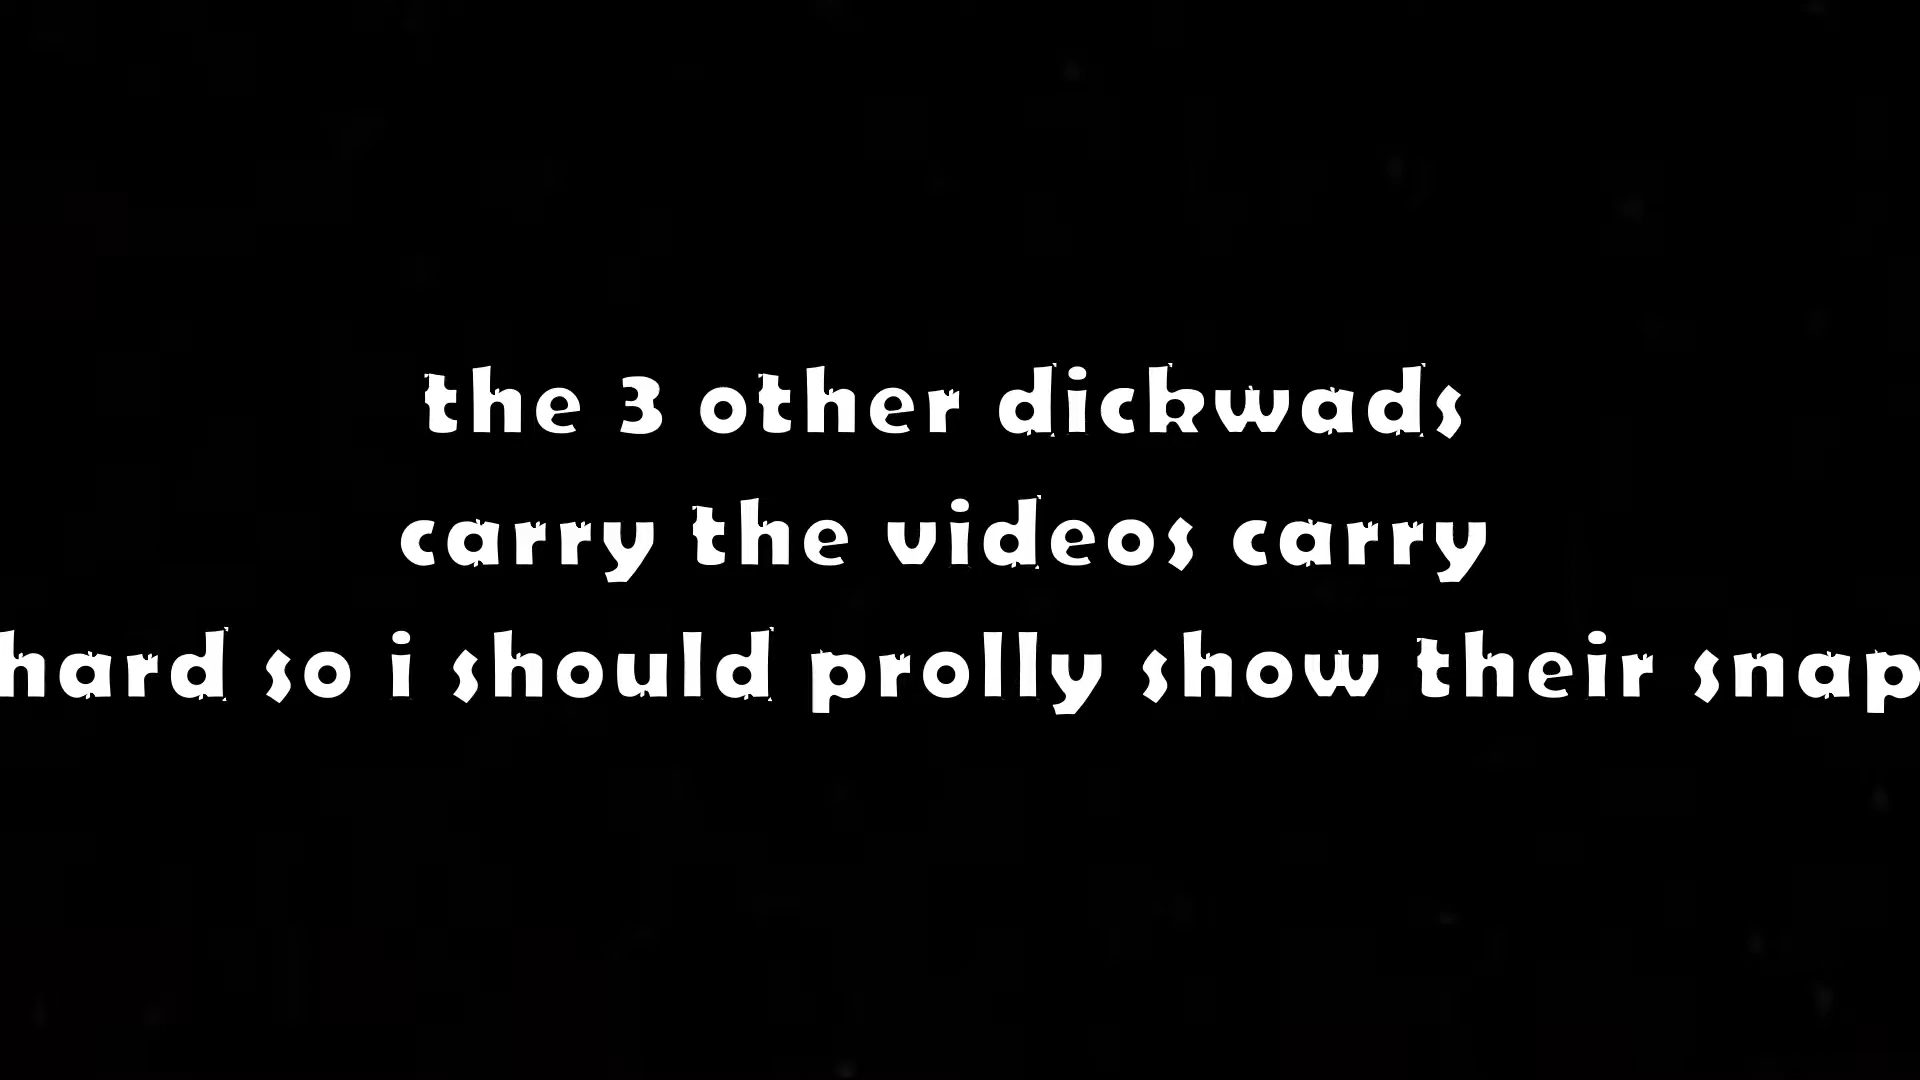 the 3 other dickwads
carry the videos carry
hard so i should prolly show their snap